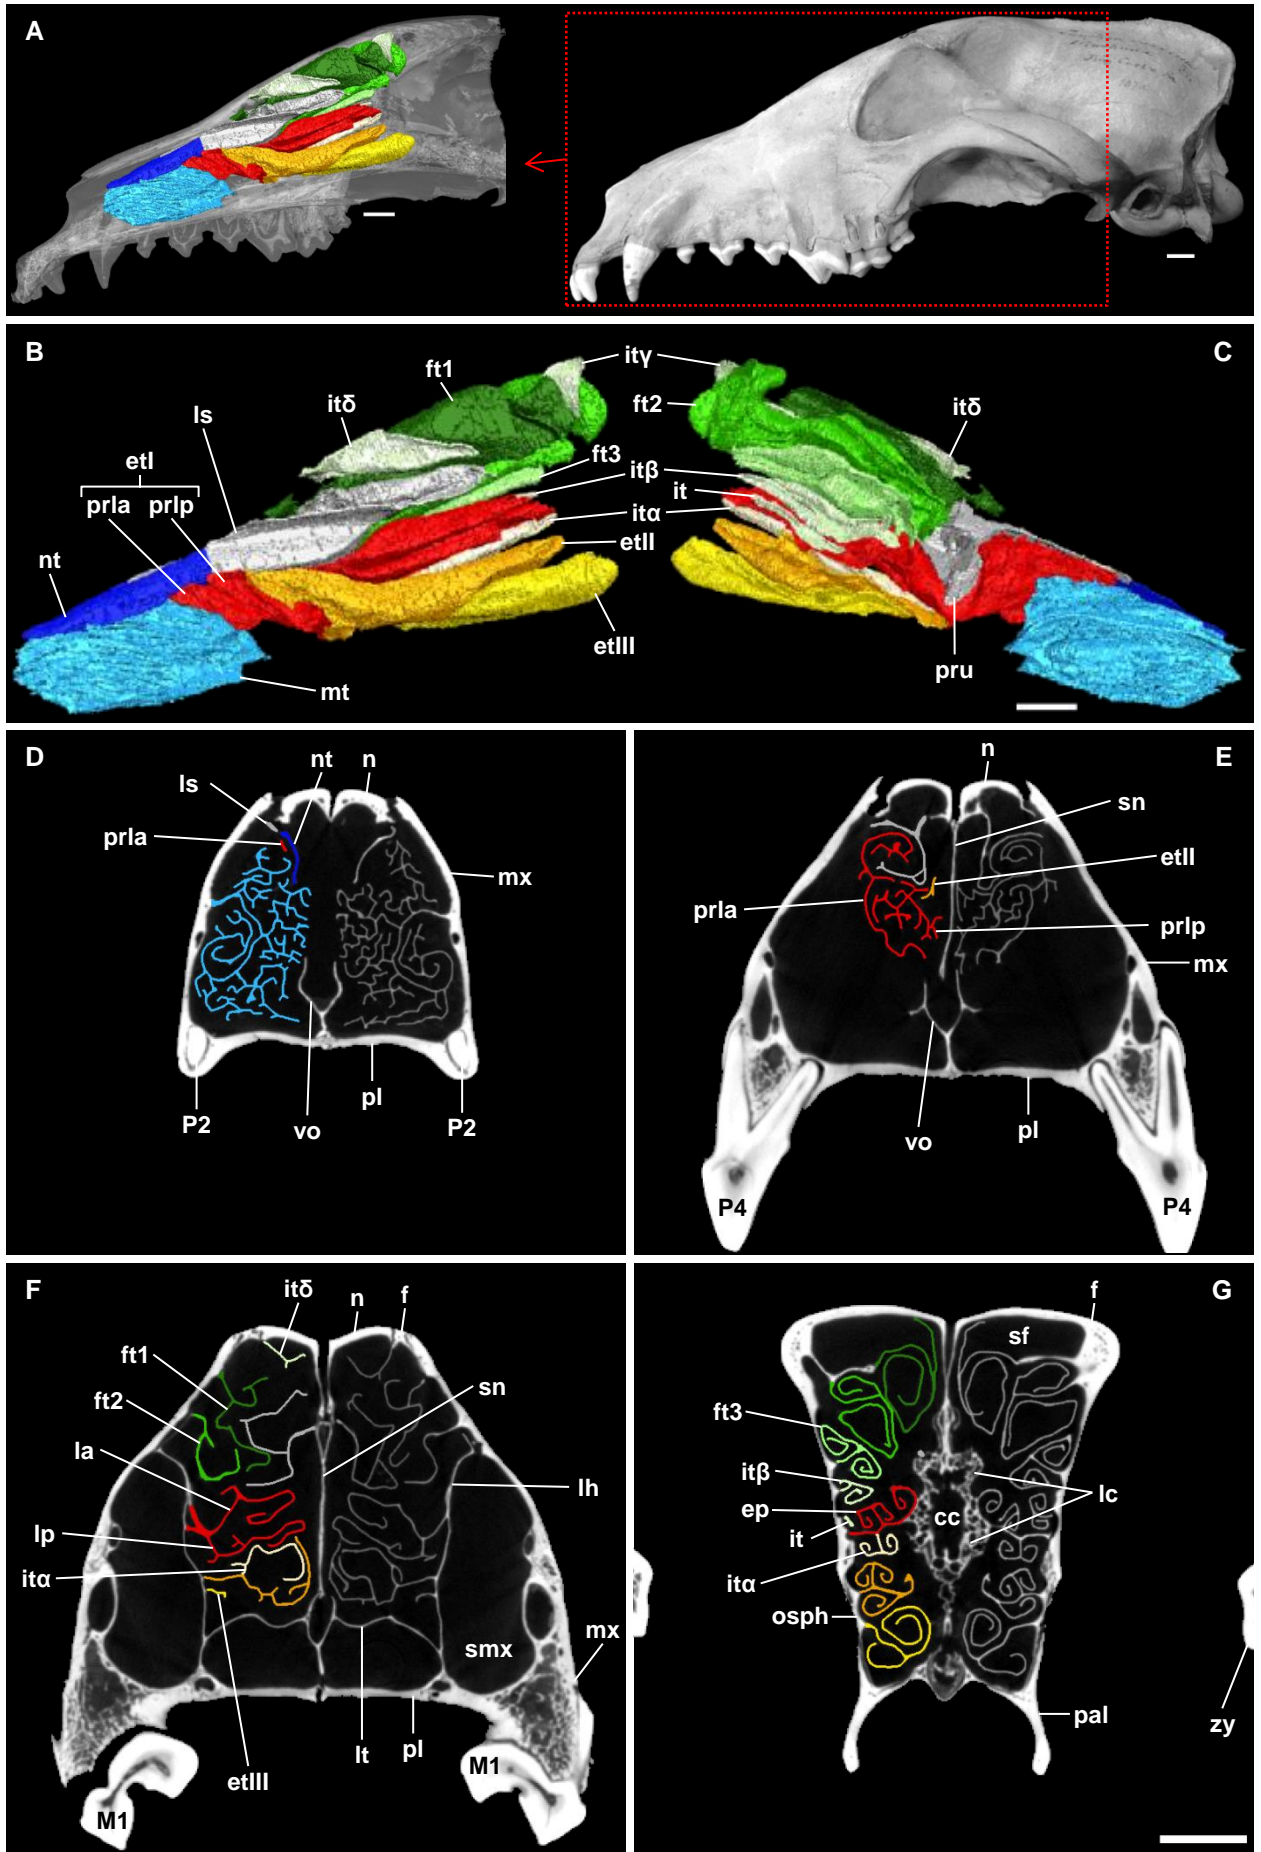 A
B
C
itγ
ft1
ft2
itδ
itδ
ls
ft3
etI
itβ
it
prla prlp
itα
etII
nt
etIII
pru
mt
D
nt
n
ls
prla
mx
P2
vo
pl
P2
E
n
sn
etII
prla
prlp
mx
vo
pl
P4
P4
F
itδ
n
f
ft1
ft2
sn
la
lh
lp
itα
mx
smx
etIII
lt
pl
M1
M1
G
f
sf
ft3
itβ
lc
ep
cc
it
itα
osph
pal
zy